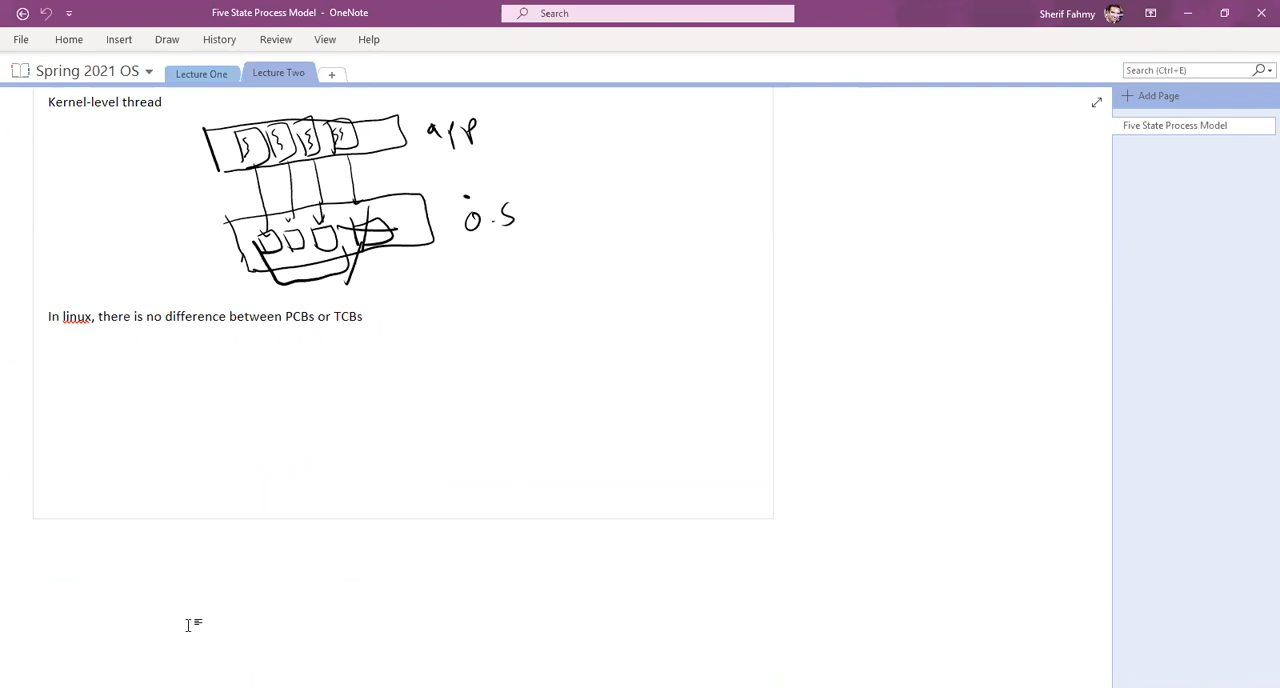 Five State Process Model - OneNote
Search
Sherif Fahmy
File Home Insert Draw History Review View Help
Spring 2021 OS
Lecture One
Lecture Two
Search (Ctrl+E)
Add Page
Five State Process Model
Kernel-level thread
app
O.S
In linux, there is no difference between PCBs or TCBs